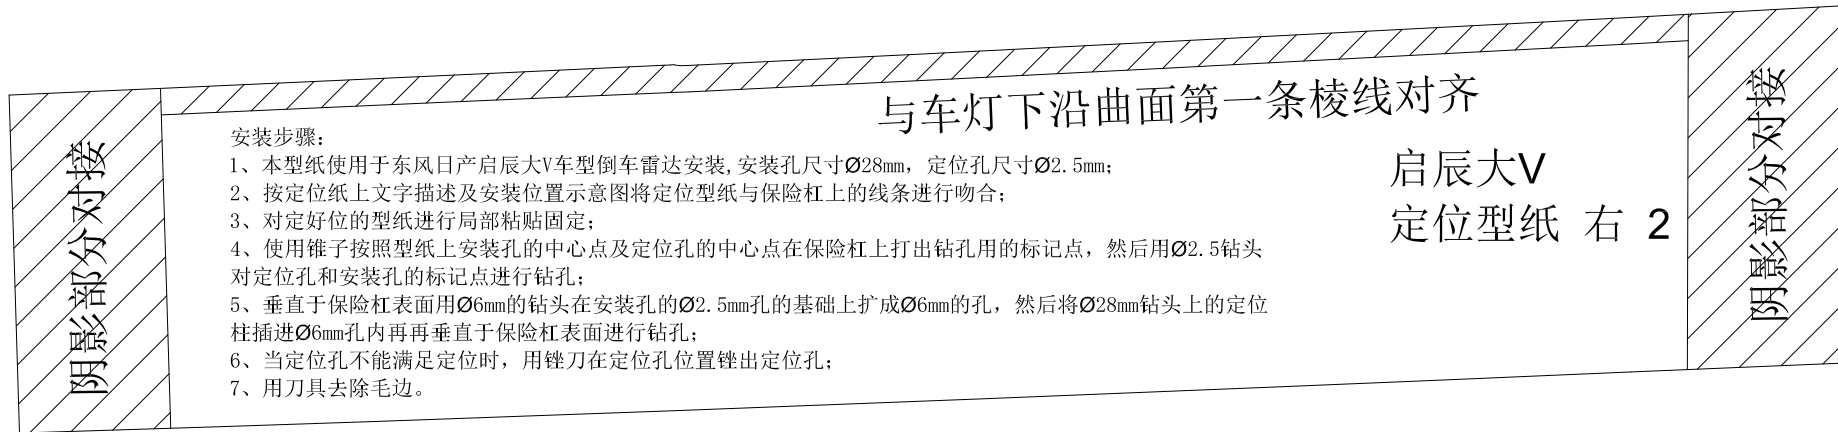 阴影部分对接
与车灯下沿曲面第一条棱线对齐
安装步骤：
1、本型纸使用于东风日产启辰大V车型倒车雷达安装,安装孔尺寸Ø28mm，定位孔尺寸Ø2.5mm；
2、按定位纸上文字描述及安装位置示意图将定位型纸与保险杠上的线条进行吻合；
3、对定好位的型纸进行局部粘贴固定；
4、使用锥子按照型纸上安装孔的中心点及定位孔的中心点在保险杠上打出钻孔用的标记点，然后用Ø2.5钻头
对定位孔和安装孔的标记点进行钻孔；
5、垂直于保险杠表面用Ø6mm的钻头在安装孔的Ø2.5mm孔的基础上扩成Ø6mm的孔，然后将Ø28mm钻头上的定位
柱插进Ø6mm孔内再再垂直于保险杠表面进行钻孔；
6、当定位孔不能满足定位时，用锉刀在定位孔位置锉出定位孔；
7、用刀具去除毛边。
启辰大V
定位型纸 右 2
阴影部分对接